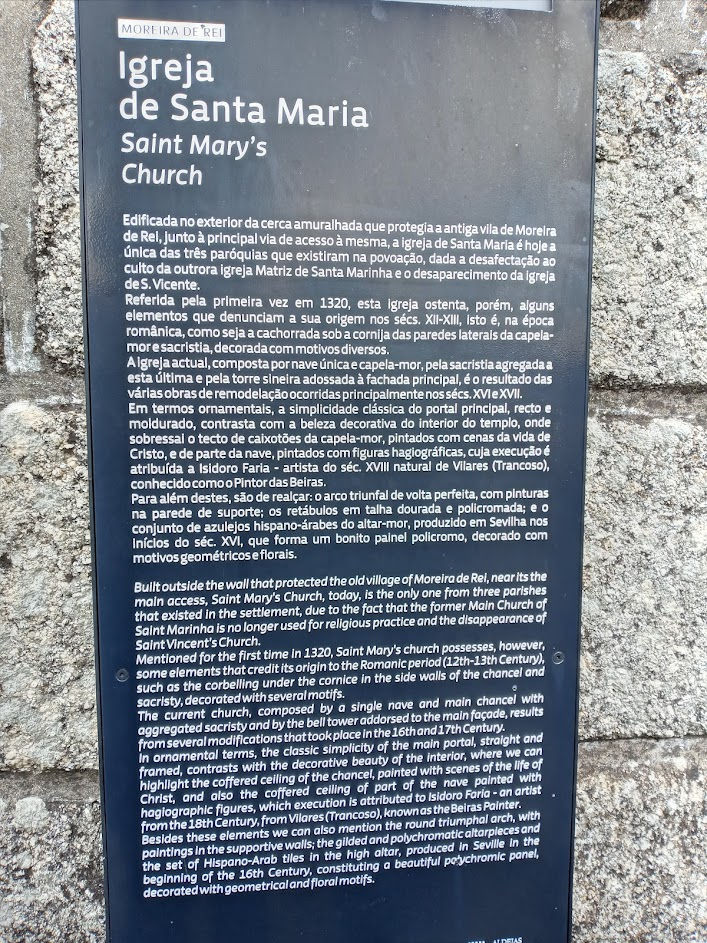 MOREIRA DE REI
Igreja
de Santa Maria
Saint Mary's
Church
Edificada no exterior da cerca amuralhada que protegia a antiga vila de Moreira
de Rei, junto à principal via de acesso à mesma, a igreja de Santa Maria é hoje a
única das três paróquias que existiram na povoação, dada a desafectação ao
culto da outrora igreja Matriz de Santa Marinha e o desaparecimento da igreja
de S. Vicente.
Referida pela primeira vez em 1320, esta igreja ostenta, porém, alguns
elementos que denunciam a sua origem nos sécs. XII-XIII, isto é, na época
românica, como seja a cachorrada sob a cornija das paredes laterais da capela-
mor e sacristia, decorada com motivos diversos.
A igreja actual, composta por nave única e capela-mor, pela sacristia agregada a
esta última e pela torre sineira adossada à fachada principal, é o resultado das
várias obras de remodelação ocorridas principalmente nos sécs. XVI e XVII.
Em termos ornamentais, a simplicidade clássica do portal principal, recto e
moldurado, contrasta com a beleza decorativa do interior do templo, onde
sobressai o tecto de caixotões da capela-mor, pintados com cenas da vida de
Cristo, e de parte da nave, pintados com figuras hagiográficas, cuja execução é
atribuída a Isidoro Faria - artista do séc. XVIII natural de Vilares (Trancoso),
conhecido como o Pintor das Beiras.
Para além destes, são de realçar: o arco triunfal de volta perfeita, com pinturas
na parede de suporte; os retábulos em talha dourada e policromada; e o
conjunto de azulejos hispano-árabes do altar-mor, produzido em Sevilha nos
inícios do séc. XVI, que forma um bonito painel policromo, decorado com
motivos geométricos e florais.
Built outside the wall that protected the old village of Moreira de Rei, near its the
main access, Saint Mary's Church, today, is the only one from three parishes
that existed in the settlement, due to the fact that the former Main Church of
Saint Marinha is no longer used for religious practice and the disappearance of
Saint Vincent's Church.
Mentioned for the first time in 1320, Saint Mary's church possesses, however,
some elements that credit its origin to the Romanic period (12th-13th Century),
such as the corbelling under the cornice in the side walls of the chancel and
sacristy, decorated with several motifs.
The current church, composed by a single nave and main chancel with
aggregated sacristy and by the bell tower addorsed to the main façade, results
from several modifications that took place in the 16th and 17th Century.
In ornamental terms, the classic simplicity of the main portal, straight and
framed, contrasts with the decorative beauty of the interior, where we can
highlight the coffered ceiling of the chancel, painted with scenes of the life of
Christ, and also the coffered ceiling of part of the nave painted with
hagiographic figures, which execution is attributed to Isidoro Faria - an artist
from the 18th Century, from Vilares (Trancoso), known as the Beiras Painter.
Besides these elements we can also mention the round triumphal arch, with
paintings in the supportive walls; the gilded and polychromatic altarpieces and
the set of Hispano-Arab tiles in the high altar, produced in Seville in the
beginning of the 16th Century, constituting a beautiful polychromic panel,
decorated with geometrical and floral motifs.
ALDEIAS